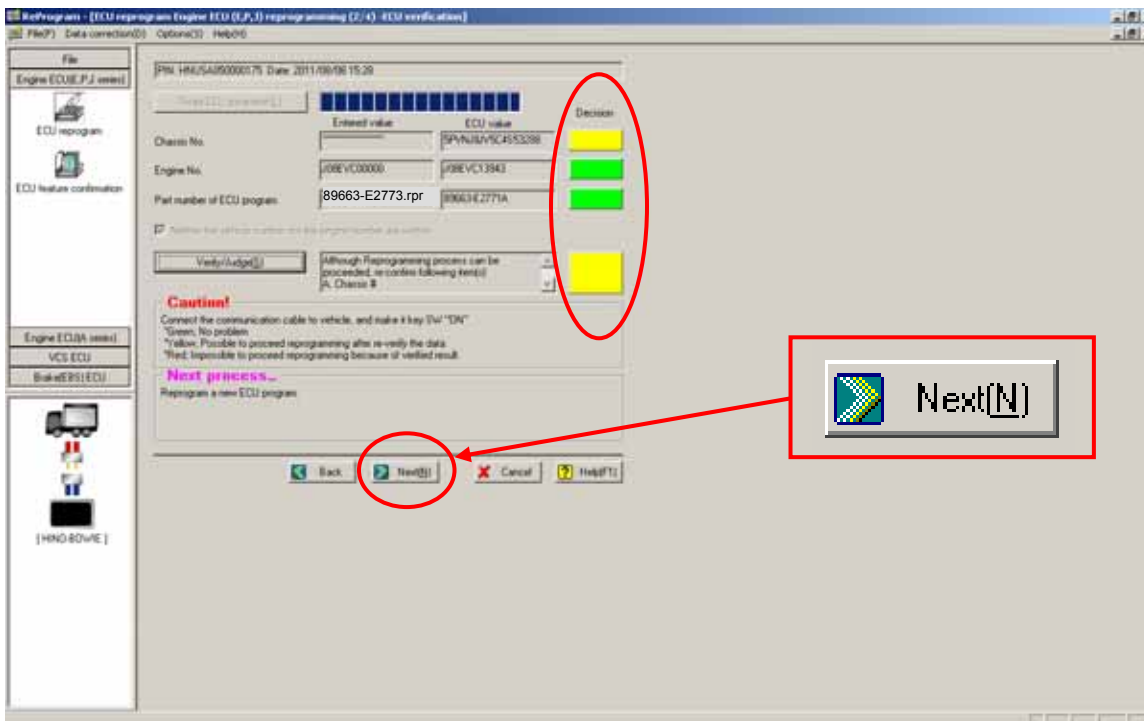 ReProgram - [ECU reprogram Engine ECU (E,P,J) reprogramming (2/4) -ECU verification]
File(F) Data correction(D) Options(S) Help(H)
File
Engine ECU(E,P,J series)
ECU reprogram
ECU feature confirmation
Engine ECU(A series)
VCS ECU
Brake(EBS) ECU
[ HINO-BOWIE ]
Date: 2011/08/06 15:28
Entered value
ECU value
Decision
Chassis No.
Engine No.
J08EVC00000
J08EVC13943
Part number of ECU program
89663-E2773.rpr
89663-E2771A
Verify/Judge(J)
Although Reprogramming process can be
proceeded, re-confirm following item(s)
A. Chassis #
Caution!
Connect the communication cable to vehicle, and make it key SW "ON"
*Green; No problem
*Yellow; Possible to proceed reprogramming after re-verify the data
*Red; Impossible to proceed reprogramming because of verified result.
Next process...
Reprogram a new ECU program
Back
Next(N)
Cancel
Help(F1)
Next(N)